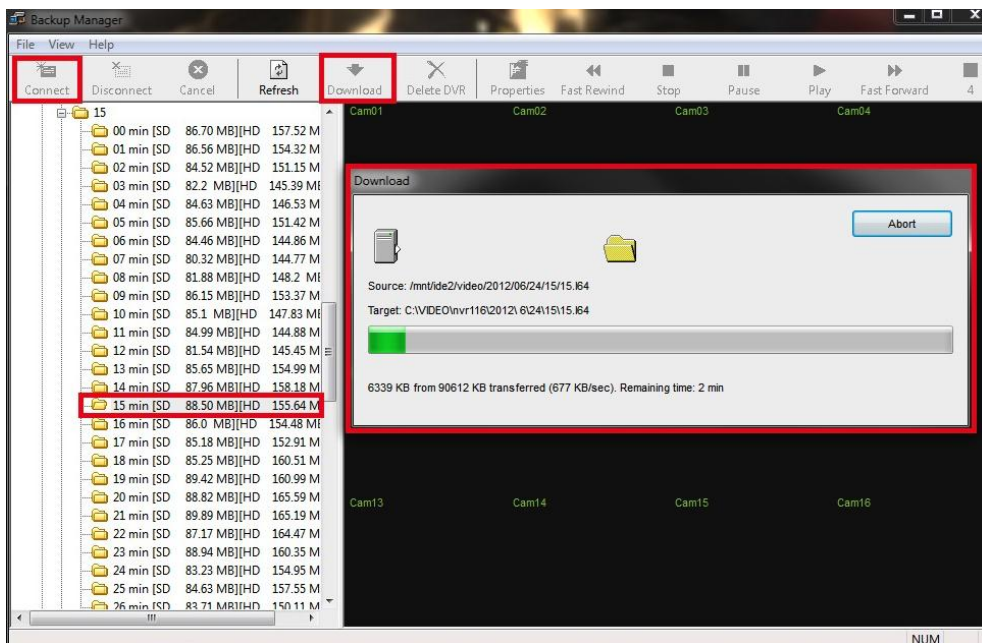 Backup Manager
File View Help
Connect Disconnect Cancel Refresh Download Delete DVR Properties Fast Rewind Stop Pause Play Fast Forward 4
15
00 min [SD 86.70 MB][HD 157.52 M
01 min [SD 86.56 MB][HD 154.32 M
02 min [SD 84.52 MB][HD 151.15 M
03 min [SD 82.2 MB][HD 145.39 ME
04 min [SD 84.63 MB][HD 146.53 M
05 min [SD 85.66 MB][HD 151.42 M
06 min [SD 84.46 MB][HD 144.86 M
07 min [SD 80.32 MB][HD 144.77 M
08 min [SD 81.88 MB][HD 148.2 ME
09 min [SD 86.15 MB][HD 153.37 M
10 min [SD 85.1 MB][HD 147.83 ME
11 min [SD 84.99 MB][HD 144.88 M
12 min [SD 81.54 MB][HD 145.45 M
13 min [SD 85.65 MB][HD 154.99 M
14 min [SD 87.96 MB][HD 158.18 M
15 min [SD 88.50 MB][HD 155.64 M
16 min [SD 86.0 MB][HD 154.48 ME
17 min [SD 85.18 MB][HD 152.91 M
18 min [SD 85.25 MB][HD 160.51 M
19 min [SD 89.42 MB][HD 160.99 M
20 min [SD 88.82 MB][HD 165.59 M
21 min [SD 89.89 MB][HD 165.19 M
22 min [SD 87.17 MB][HD 164.47 M
23 min [SD 88.94 MB][HD 160.35 M
24 min [SD 83.23 MB][HD 154.95 M
25 min [SD 84.63 MB][HD 157.55 M
26 min [SD 83.71 MB][HD 150.11 M
Cam01 Cam02 Cam03 Cam04
Download
Abort
Source: /mnt/ide2/video/2012/06/24/15/15.I64
Target: C:\VIDEO\nvr116\2012\ 6\24\15\15.I64
6339 KB from 90612 KB transferred (677 KB/sec). Remaining time: 2 min
Cam13 Cam14 Cam15 Cam16
NUM